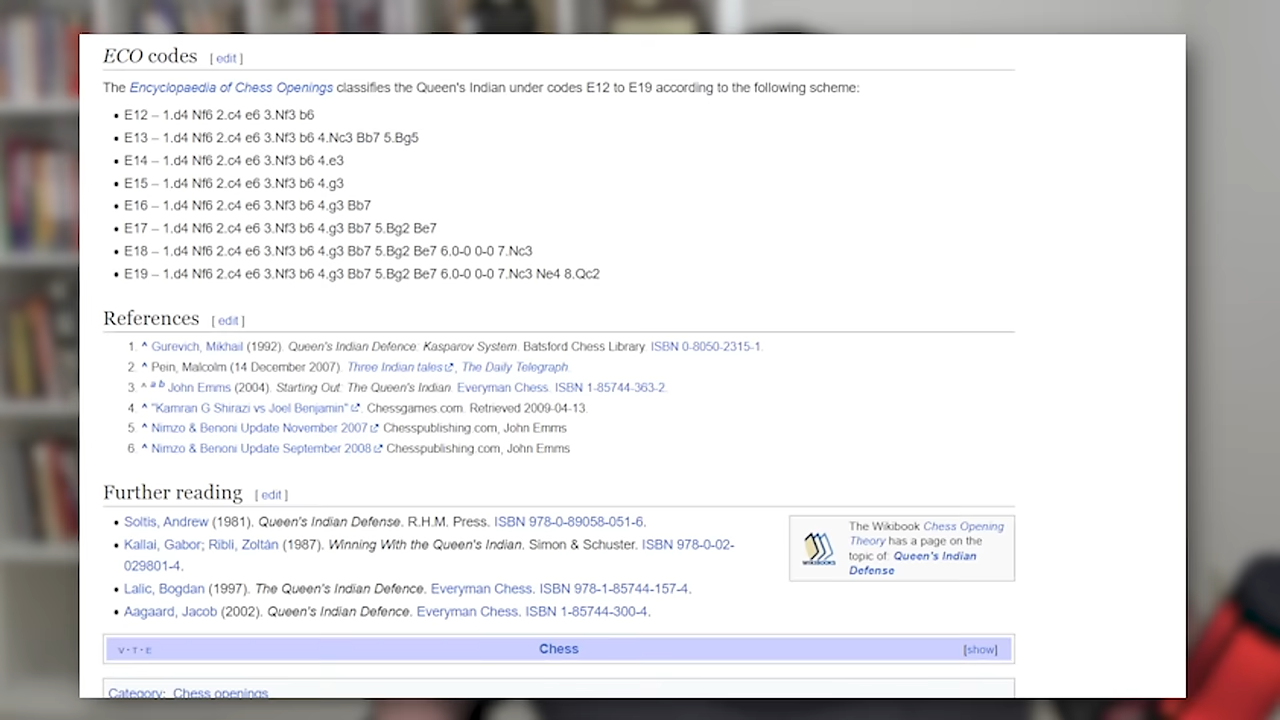 ECO codes [ edit ]
The Encyclopaedia of Chess Openings classifies the Queen's Indian under codes E12 to E19 according to the following scheme:
• E12 – 1.d4 Nf6 2.c4 e6 3.Nf3 b6
• E13 – 1.d4 Nf6 2.c4 e6 3.Nf3 b6 4.Nc3 Bb7 5.Bg5
• E14 – 1.d4 Nf6 2.c4 e6 3.Nf3 b6 4.e3
• E15 – 1.d4 Nf6 2.c4 e6 3.Nf3 b6 4.g3
• E16 – 1.d4 Nf6 2.c4 e6 3.Nf3 b6 4.g3 Bb7
• E17 – 1.d4 Nf6 2.c4 e6 3.Nf3 b6 4.g3 Bb7 5.Bg2 Be7
• E18 – 1.d4 Nf6 2.c4 e6 3.Nf3 b6 4.g3 Bb7 5.Bg2 Be7 6.0-0 0-0 7.Nc3
• E19 – 1.d4 Nf6 2.c4 e6 3.Nf3 b6 4.g3 Bb7 5.Bg2 Be7 6.0-0 0-0 7.Nc3 Ne4 8.Qc2
References [ edit ]
1. ^ Gurevich, Mikhail (1992). Queen's Indian Defence: Kasparov System. Batsford Chess Library. ISBN 0-8050-2315-1.
2. ^ Pein, Malcolm (14 December 2007). Three Indian tales, The Daily Telegraph.
3. ^ a b John Emms (2004). Starting Out: The Queen's Indian. Everyman Chess. ISBN 1-85744-363-2.
4. ^ "Kamran G Shirazi vs Joel Benjamin". Chessgames.com. Retrieved 2009-04-13.
5. ^ Nimzo & Benoni Update November 2007 Chesspublishing.com, John Emms
6. ^ Nimzo & Benoni Update September 2008 Chesspublishing.com, John Emms
Further reading [ edit ]
• Soltis, Andrew (1981). Queen's Indian Defense. R.H.M. Press. ISBN 978-0-89058-051-6.
• Kallai, Gabor; Ribli, Zoltán (1987). Winning With the Queen's Indian. Simon & Schuster. ISBN 978-0-02-
029801-4.
• Lalic, Bogdan (1997). The Queen's Indian Defence. Everyman Chess. ISBN 978-1-85744-157-4.
• Aagaard, Jacob (2002). Queen's Indian Defence. Everyman Chess. ISBN 1-85744-300-4.
WIKIBOOKS
The Wikibook Chess Opening
Theory has a page on the
topic of: Queen's Indian
Defense
V · T · E Chess [show]
Category: Chess openings